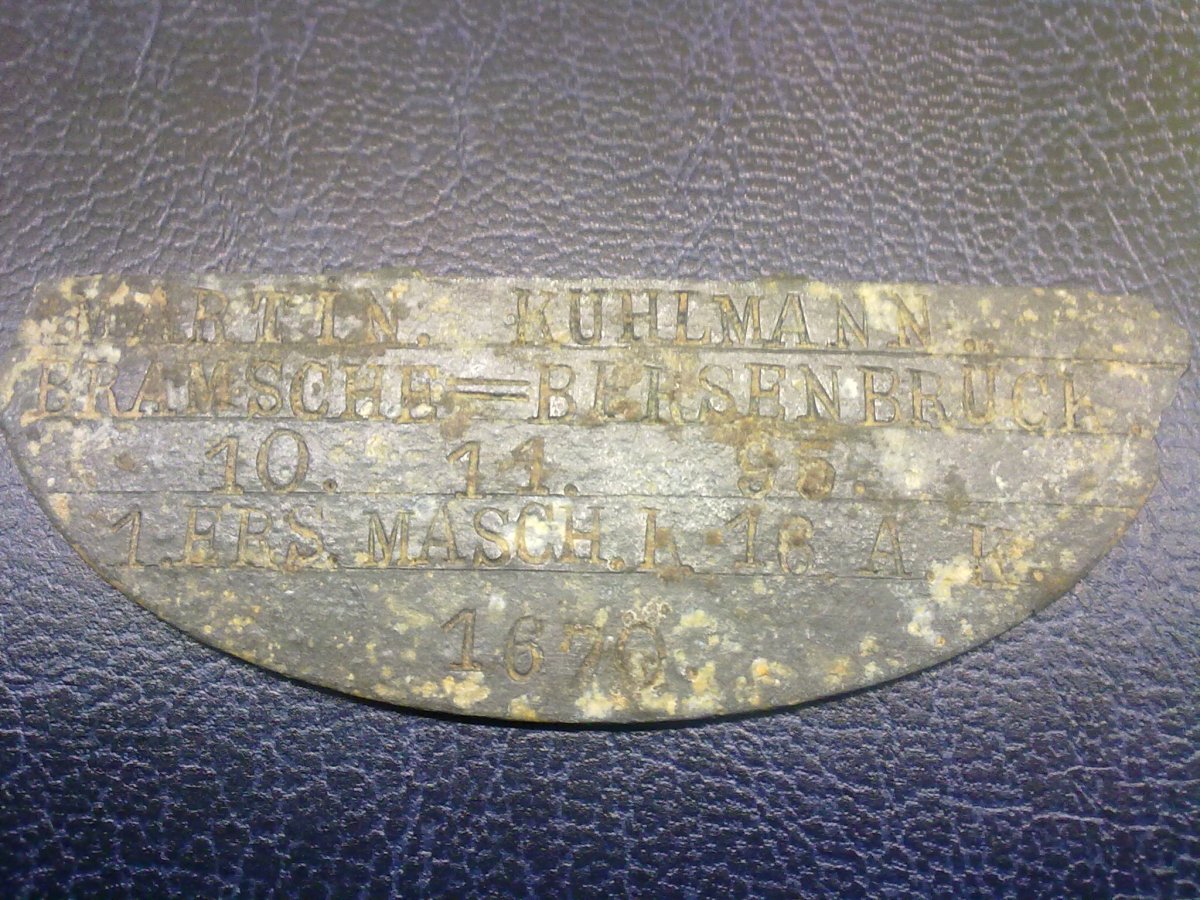 MARTIN. KUHLMANN.
BRAMSCHE=BERSENBRÜCK
10. 11. 95.
1.ERS.MASCH.K.16.A.K.
1670.